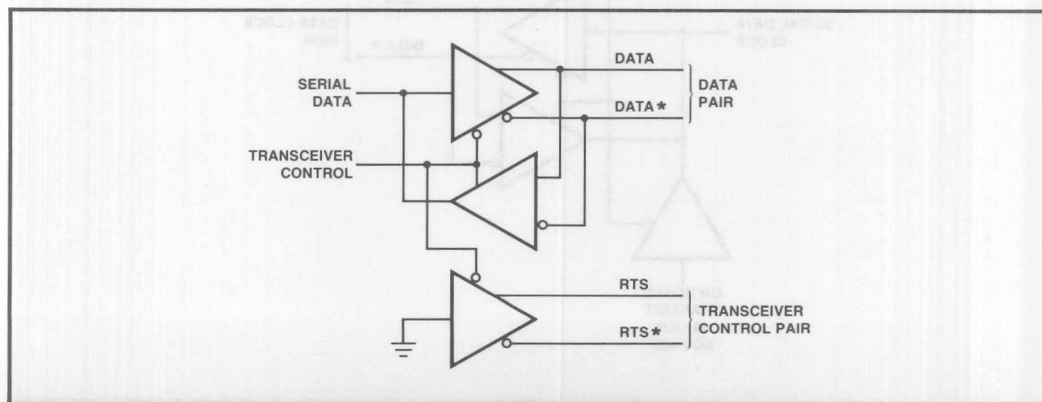 SERIAL
DATA
TRANSCEIVER
CONTROL
DATA
DATA*
DATA
PAIR
RTS
RTS*
TRANSCEIVER
CONTROL PAIR